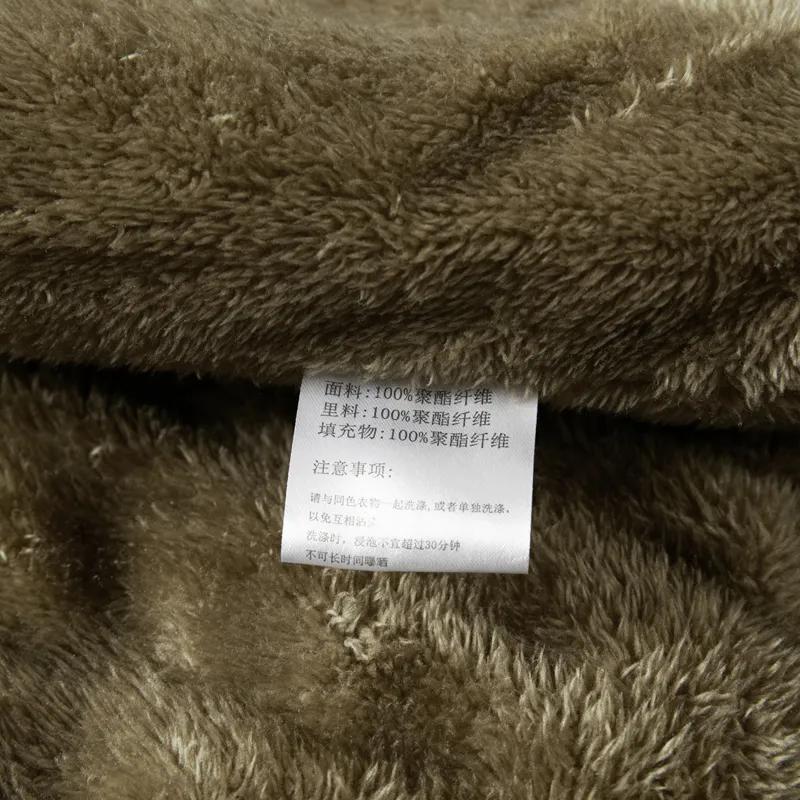 面料:100%聚酯纤维
里料:100%聚酯纤维
填充物:100%聚酯纤维
注意事项:
请与同色衣物一起洗涤,或者单独洗涤,
以免互相沾
洗涤时，浸泡不宜超过30分钟
不可长时间曝晒